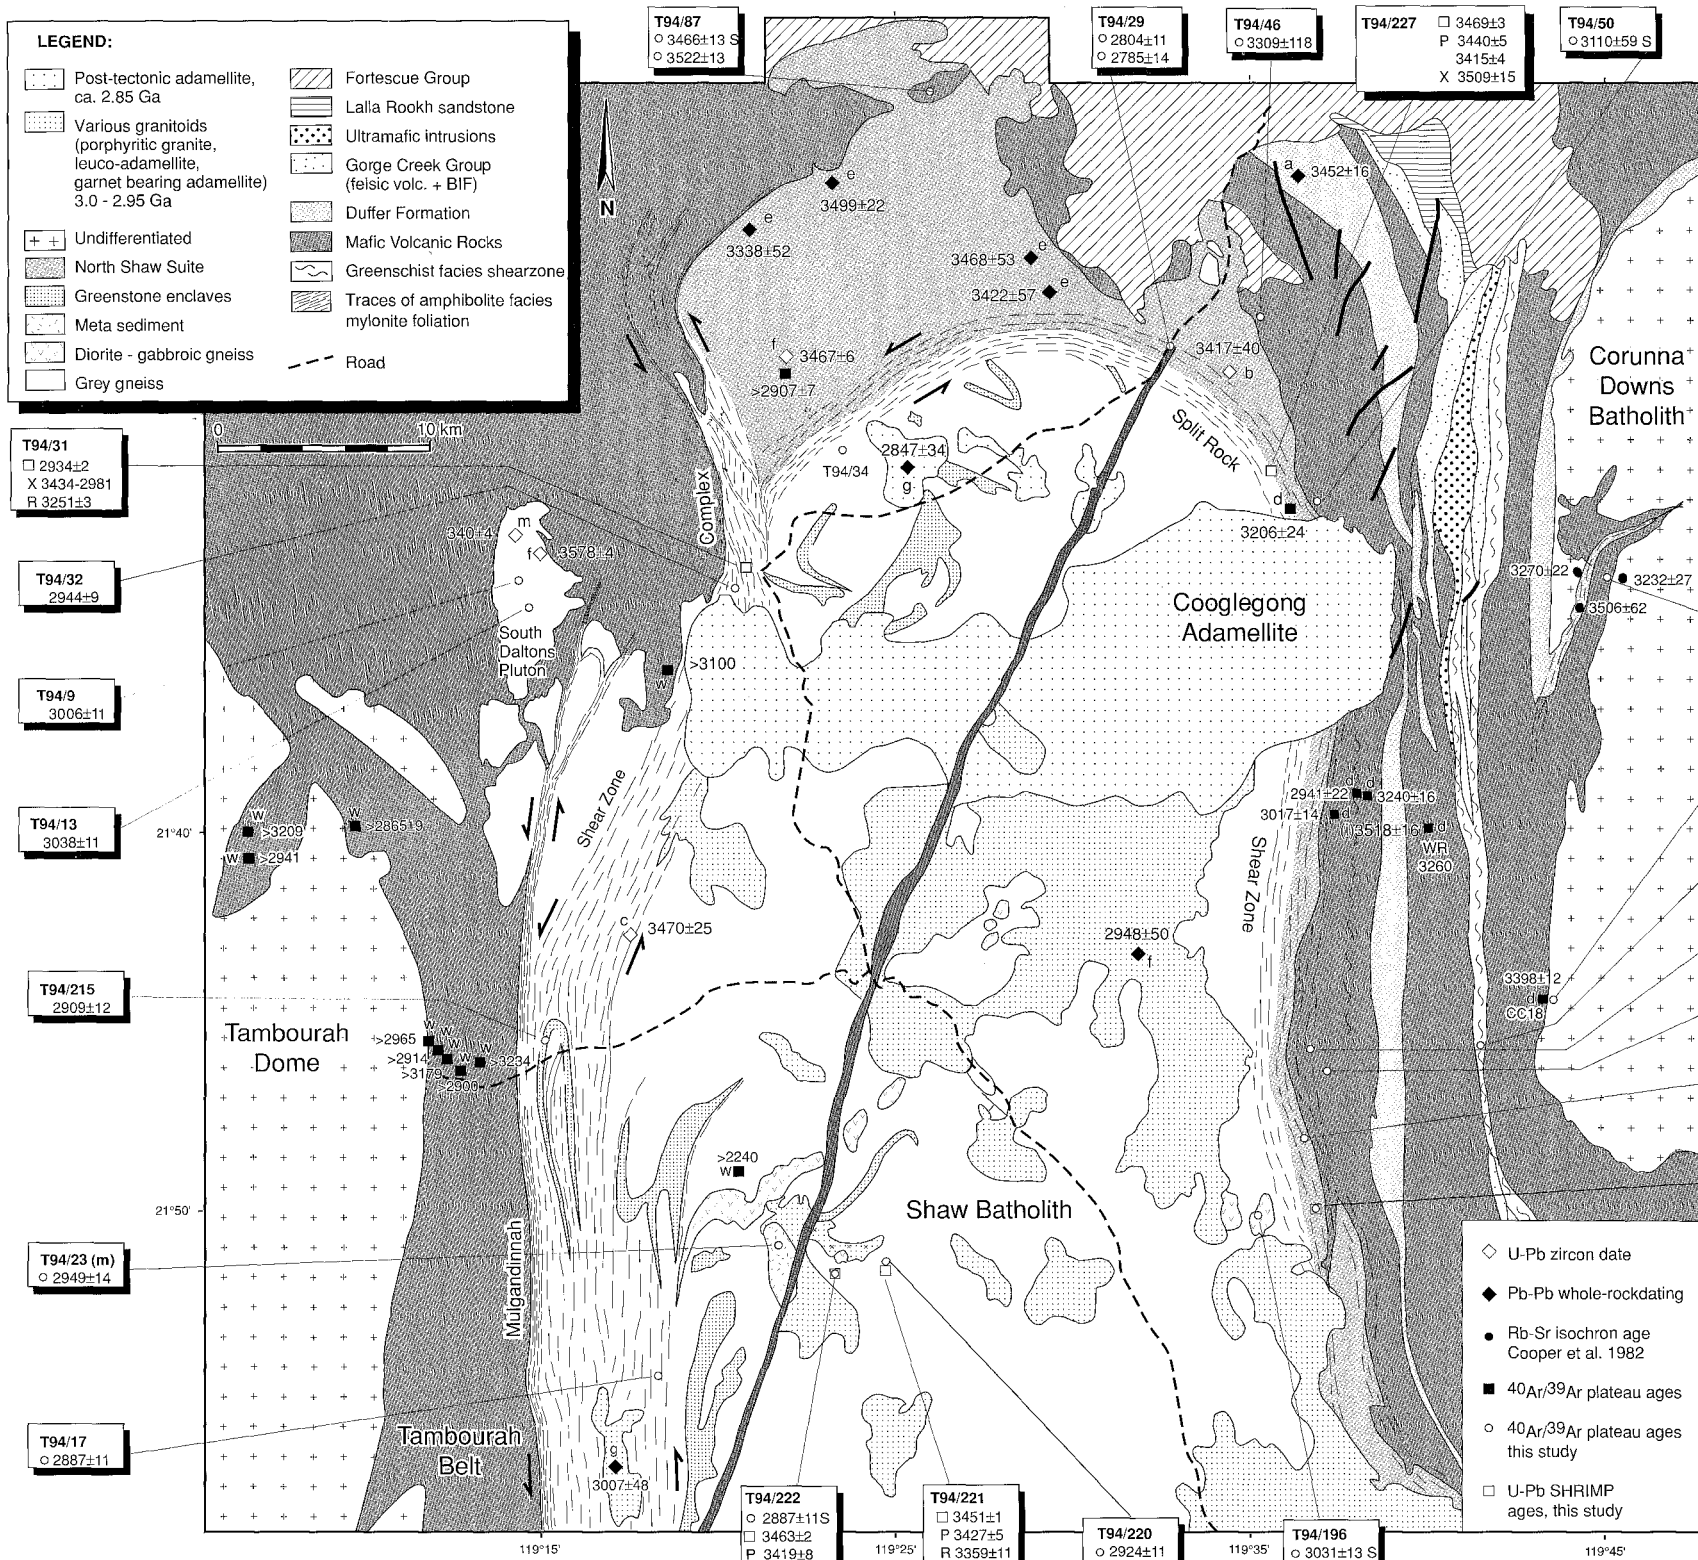 LEGEND:
Post-tectonic adamellite,
ca. 2.85 Ga
Various granitoids
(porphyritic granite,
leuco-adamellite,
garnet bearing adamellite)
3.0 - 2.95 Ga
Undifferentiated
North Shaw Suite
Greenstone enclaves
Meta sediment
Diorite - gabbroic gneiss
Grey gneiss
Fortescue Group
Lalla Rookh sandstone
Ultramafic intrusions
Gorge Creek Group
(felsic volc. + BIF)
Duffer Formation
Mafic Volcanic Rocks
Greenschist facies shearzone
Traces of amphibolite facies
mylonite foliation
Road
T94/87
3466±13 S
3522±13
T94/29
2804±11
2785±14
T94/46
3309±118
T94/227
3469±3
P 3440±5
3415±4
X 3509±15
T94/50
3110±59 S
N
0 10 km
e
3499±22
e
3338±52
e
3468±53
e
3422±57
f
3467±6
>2907±7
a 3452±16
3417±40
b
Split Rock
T94/34
2847±34
g
d
3206±24
Complex
Corunna
Downs
Batholith
T94/31
2934±2
X 3434-2981
R 3251±3
T94/32
2944±9
T94/9
3006±11
T94/13
3038±11
T94/215
2909±12
T94/23 (m)
2949±14
T94/17
2887±11
m
340±4
f 3578±4
South
Daltons
Pluton
>3100
w
Cooglegong
Adamellite
3270±22
3232±27
3506±62
w
>3209
w >2941
w
>2865±9
21°40'
Shear Zone
c
3470±25
d d
2941±22 3240±16
3017±14
(i) 3518±16 d
WR
3260
Shear Zone
2948±50
f
3398±12
d
CC18
Tambourah
Dome
w
>2965 w
w
>2914 w w
>3179 >3234
>2900
>2240
w
21°50'
Shaw Batholith
Mulgandinnah
Tambourah
Belt
g
3007±48
T94/222
2887±11S
3463±2
P 3419±8
T94/221
3451±1
P 3427±5
R 3359±11
T94/220
2924±11
T94/196
3031±13 S
U-Pb zircon date
Pb-Pb whole-rockdating
Rb-Sr isochron age
Cooper et al. 1982
40Ar/39Ar plateau ages
40Ar/39Ar plateau ages
this study
U-Pb SHRIMP
ages, this study
119°15'
119°25'
119°35'
119°45'